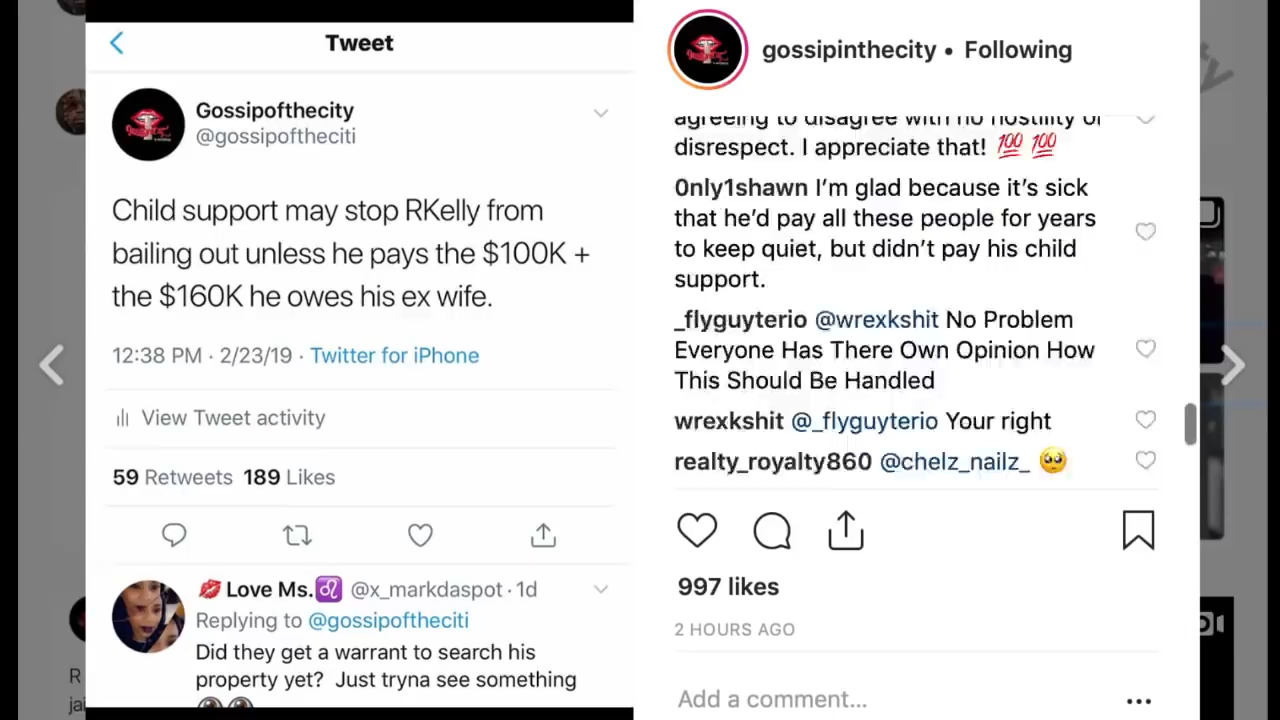 Tweet
Gossipofthecity
@gossipoftheciti
Child support may stop RKelly from
bailing out unless he pays the $100K +
the $160K he owes his ex wife.
12:38 PM · 2/23/19 · Twitter for iPhone
View Tweet activity
59 Retweets 189 Likes
💋 Love Ms.♌ @x_markdaspot · 1d
Replying to @gossipoftheciti
Did they get a warrant to search his
property yet? Just tryna see something
👀
gossipinthecity • Following
agreeing to disagree with no hostility or
disrespect. I appreciate that! 💯 💯
0nly1shawn I'm glad because it's sick
that he'd pay all these people for years
to keep quiet, but didn't pay his child
support.
_flyguyterio @wrexkshit No Problem
Everyone Has There Own Opinion How
This Should Be Handled
wrexkshit @_flyguyterio Your right
realty_royalty860 @chelz_nailz_ 🥺
997 likes
2 HOURS AGO
Add a comment...
R
jai